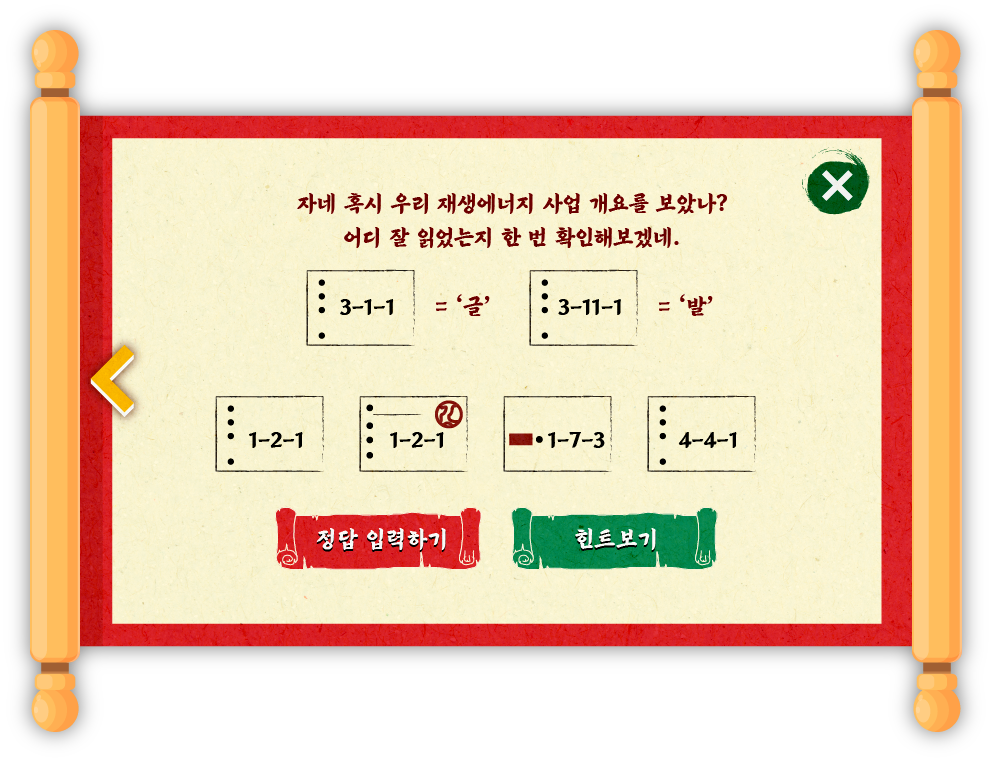 자네 혹시 우리 재생에너지 사업 개요를 보았나?
어디 잘 읽었는지 한 번 확인해보겠네.
3-1-1 = ‘글’ 3-11-1 = ‘발’
1-2-1 1-2-1 1-7-3 4-4-1
정답 입력하기 힌트보기